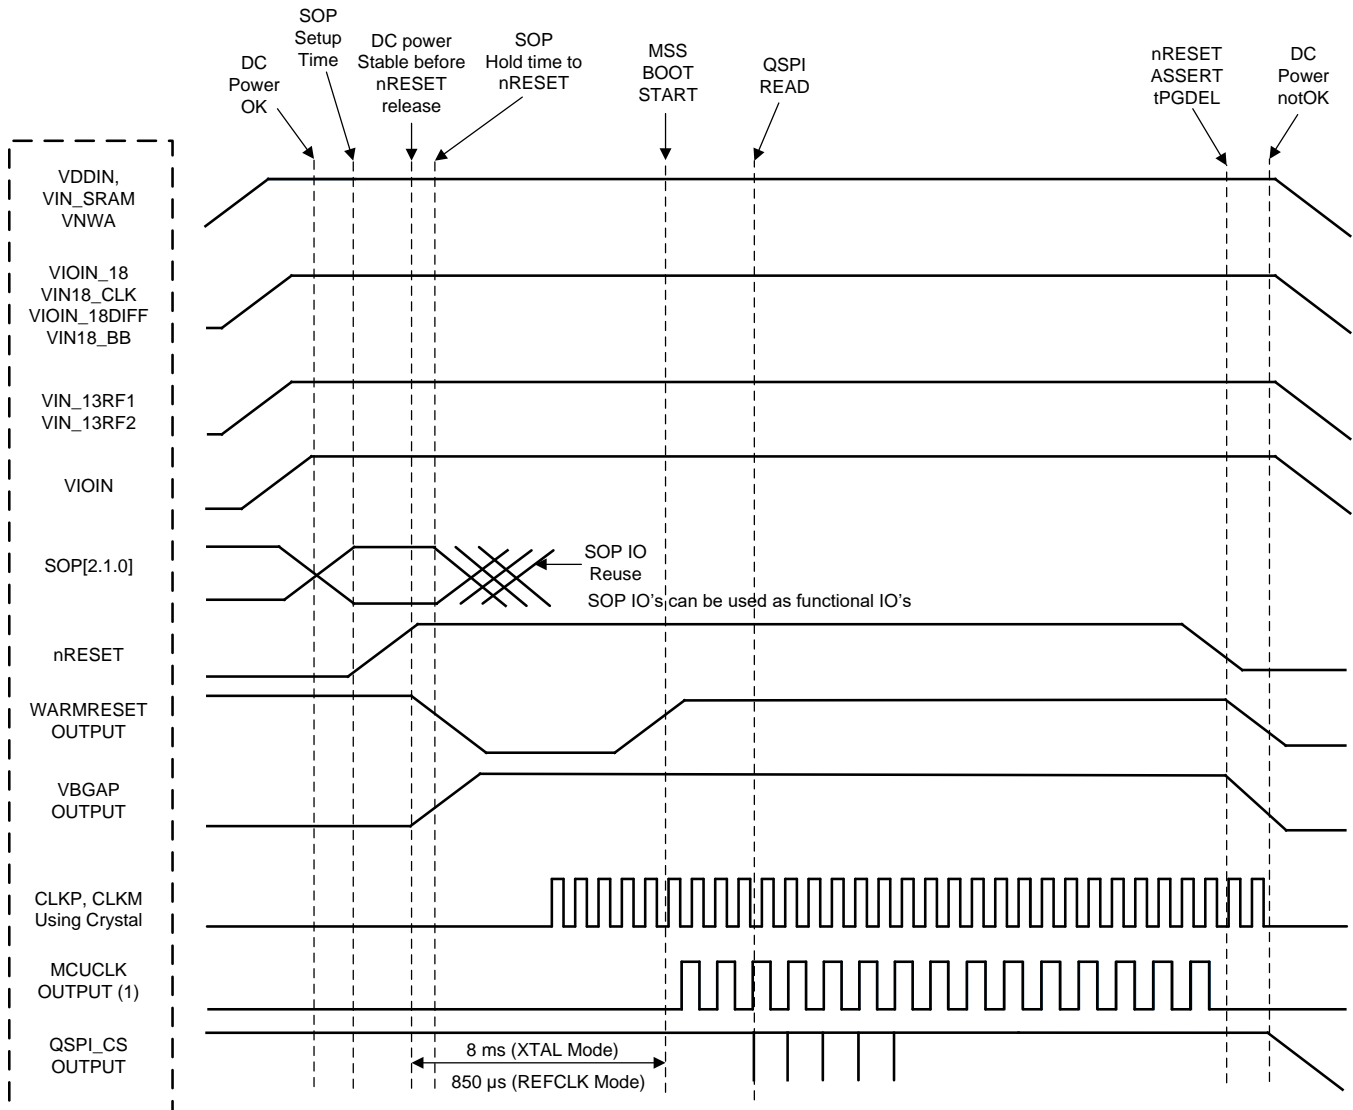 SOP
Setup
Time
DC
Power
OK
DC power
Stable before
nRESET
release
SOP
Hold time to
nRESET
MSS
BOOT
START
QSPI
READ
nRESET
ASSERT
tPGDEL
DC
Power
notOK
VDDIN,
VIN_SRAM
VNWA
VIOIN_18
VIN18_CLK
VIOIN_18DIFF
VIN18_BB
VIN_13RF1
VIN_13RF2
VIOIN
SOP[2.1.0]
SOP IO
Reuse
SOP IO's can be used as functional IO's
nRESET
WARMRESET
OUTPUT
VBGAP
OUTPUT
CLKP, CLKM
Using Crystal
MCUCLK
OUTPUT (1)
QSPI_CS
OUTPUT
8 ms (XTAL Mode)
850 µs (REFCLK Mode)